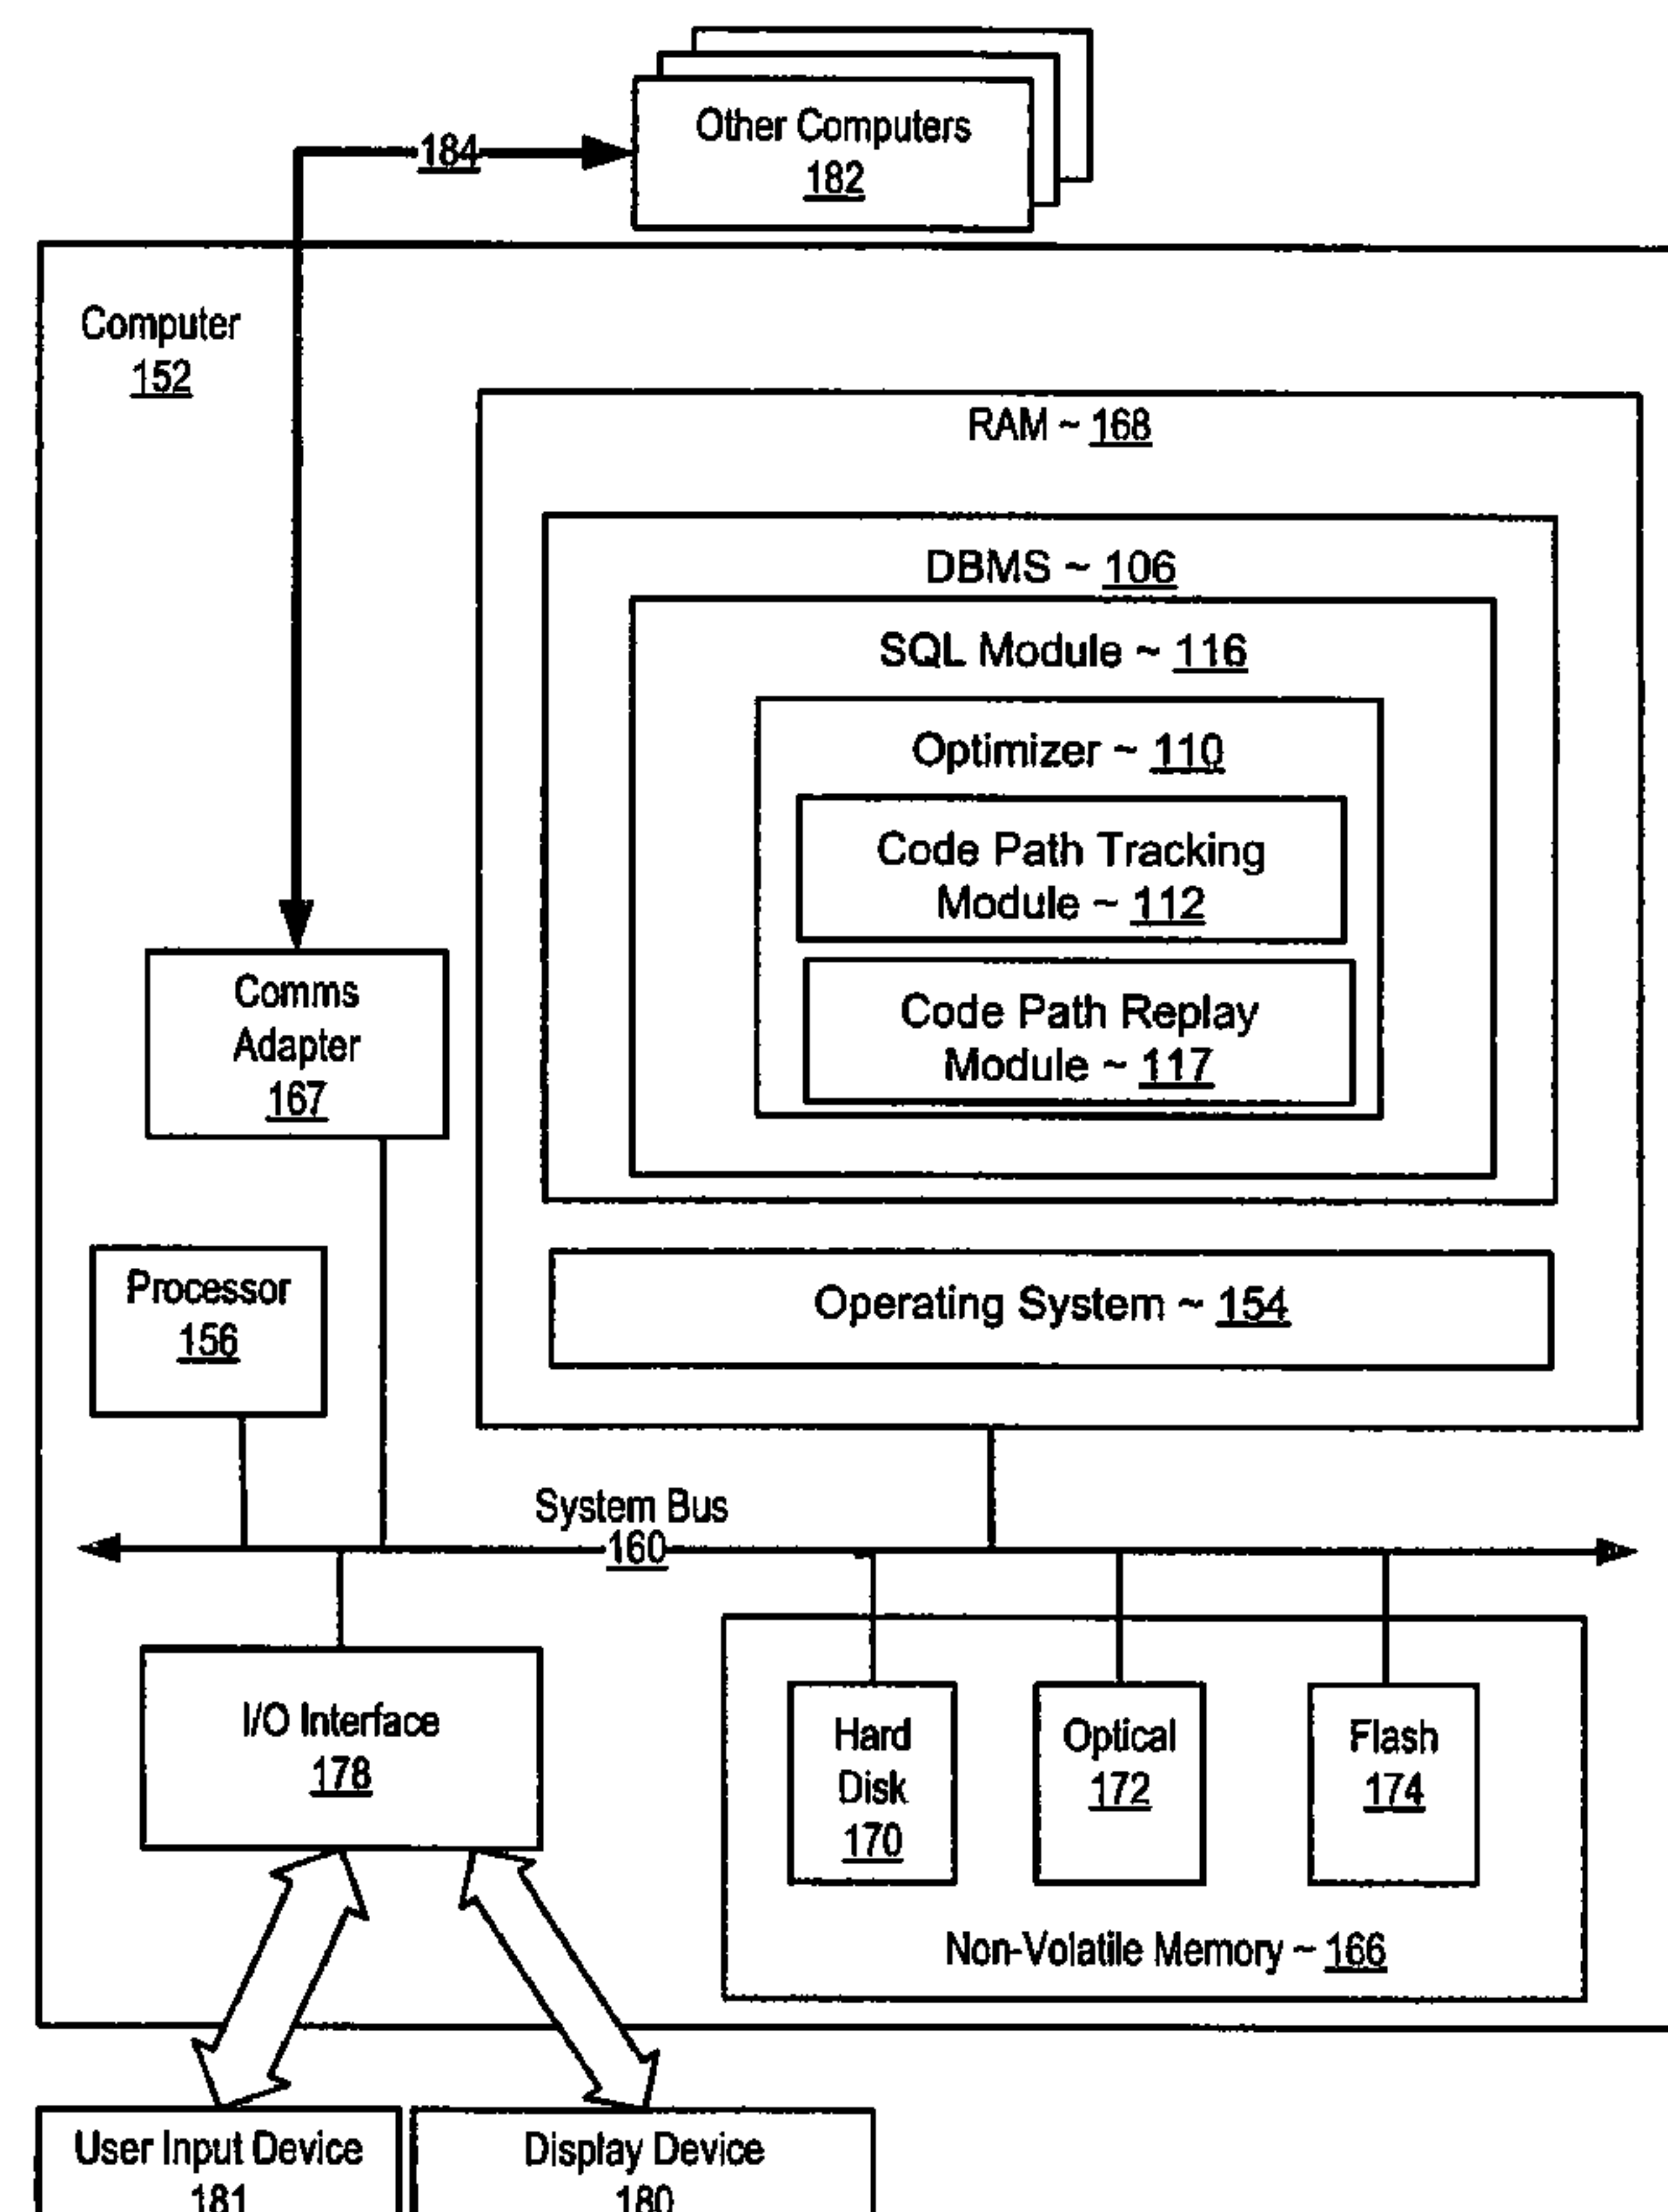 Other Computers
182
184
Computer
152
RAM ~ 168
DBMS ~ 106
SQL Module ~ 116
Optimizer ~ 110
Code Path Tracking
Module ~ 112
Code Path Replay
Module ~ 117
Comms
Adapter
167
Processor
156
Operating System ~ 154
System Bus
160
I/O Interface
178
Hard
Disk
170
Optical
172
Flash
174
Non-Volatile Memory ~ 166
User Input Device
181
Display Device
180